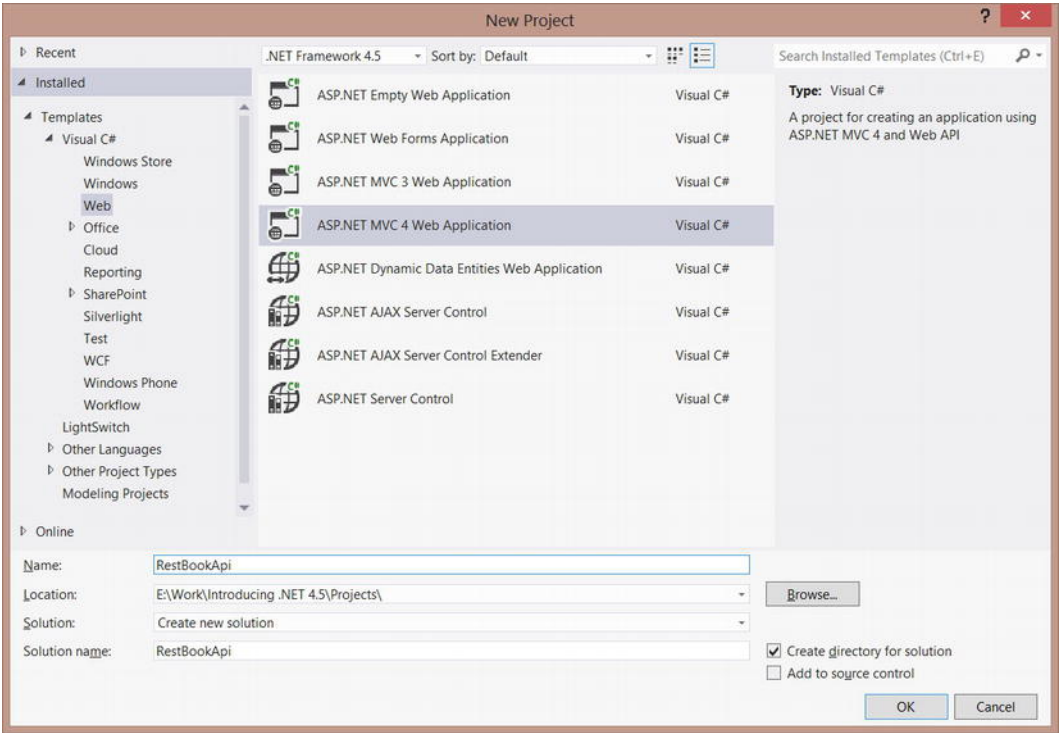 New Project
? ×
Recent
Installed
Templates
Visual C#
Windows Store
Windows
Web
Office
Cloud
Reporting
SharePoint
Silverlight
Test
WCF
Windows Phone
Workflow
LightSwitch
Other Languages
Other Project Types
Modeling Projects
Online
.NET Framework 4.5 Sort by: Default
ASP.NET Empty Web Application Visual C#
ASP.NET Web Forms Application Visual C#
ASP.NET MVC 3 Web Application Visual C#
ASP.NET MVC 4 Web Application Visual C#
ASP.NET Dynamic Data Entities Web Application Visual C#
ASP.NET AJAX Server Control Visual C#
ASP.NET AJAX Server Control Extender Visual C#
ASP.NET Server Control Visual C#
Search Installed Templates (Ctrl+E)
Type: Visual C#
A project for creating an application using
ASP.NET MVC 4 and Web API
Name: RestBookApi
Location: E:\Work\Introducing .NET 4.5\Projects\ Browse...
Solution: Create new solution
Solution name: RestBookApi
Create directory for solution
Add to source control
OK Cancel